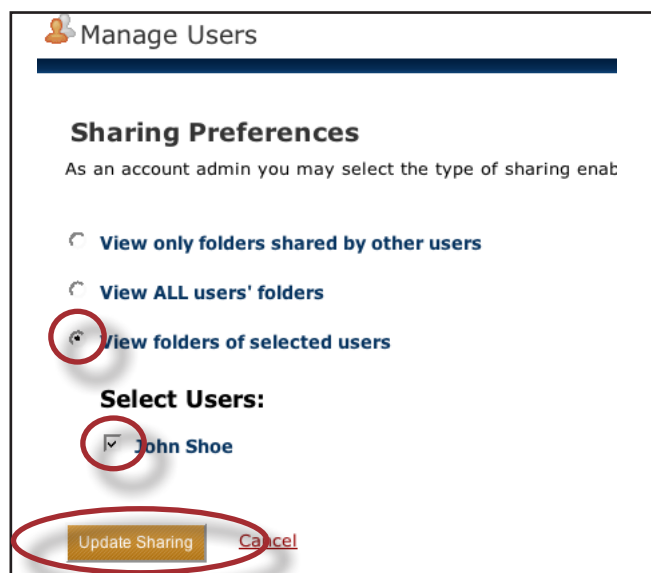 Manage Users
Sharing Preferences
As an account admin you may select the type of sharing
View only folders shared by other users
View ALL users' folders
View folders of selected users
Select Users:
John Shoe
Update Sharing Cancel